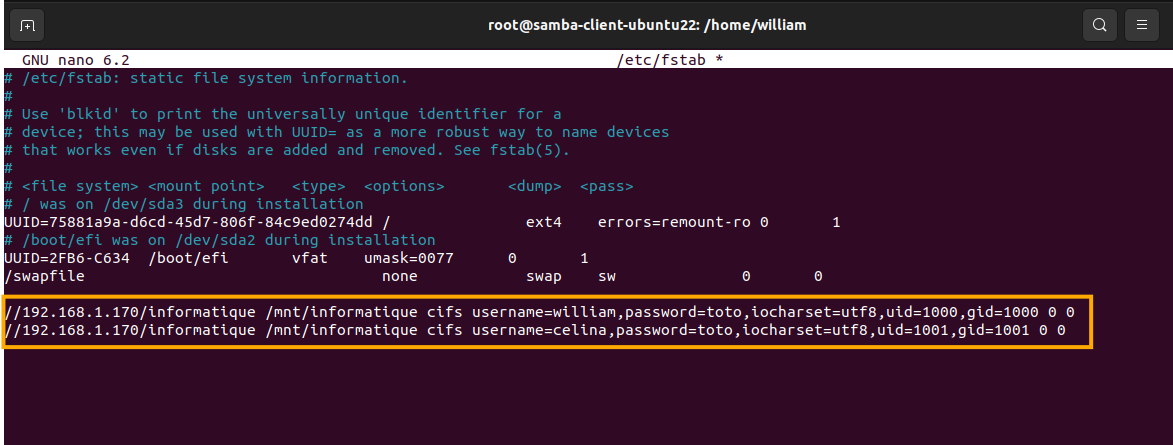 root@samba-client-ubuntu22: /home/william
GNU nano 6.2 /etc/fstab *
# /etc/fstab: static file system information.
#
# Use 'blkid' to print the universally unique identifier for a
# device; this may be used with UUID= as a more robust way to name devices
# that works even if disks are added and removed. See fstab(5).
#
# <file system> <mount point>   <type>  <options>       <dump>  <pass>
# / was on /dev/sda3 during installation
UUID=75881a9a-d6cd-45d7-806f-84c9ed0274dd /               ext4    errors=remount-ro 0       1
# /boot/efi was on /dev/sda2 during installation
UUID=2FB6-C634  /boot/efi       vfat    umask=0077      0       1
/swapfile                                 none            swap    sw              0       0
//192.168.1.170/informatique /mnt/informatique cifs username=william,password=toto,iocharset=utf8,uid=1000,gid=1000 0 0
//192.168.1.170/informatique /mnt/informatique cifs username=celina,password=toto,iocharset=utf8,uid=1001,gid=1001 0 0